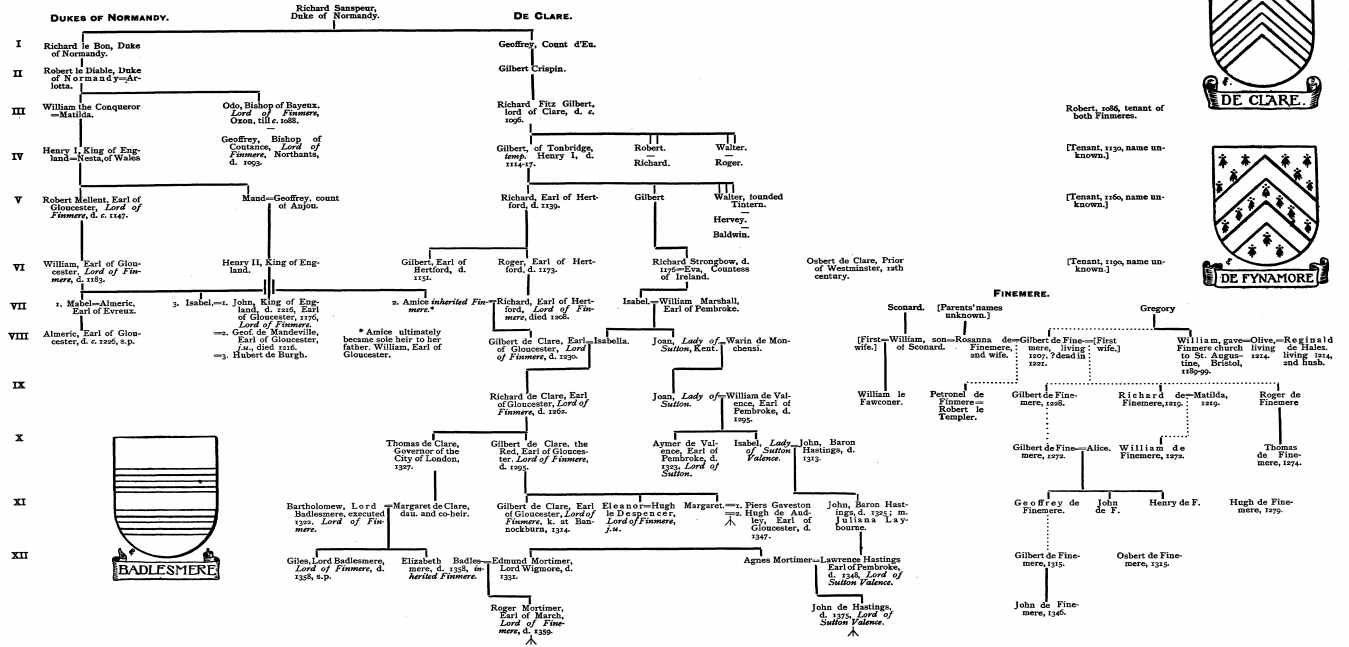 Richard Sanspeur,
Duke of Normandy.
DUKES OF NORMANDY.
DE CLARE.
I
Richard le Bon, Duke
of Normandy.
Geoffrey, Count d'Eu.
II
Robert le Diable, Duke
of Normandy=Ar-
lotta.
Gilbert Crispin.
DE CLARE.
III
William the Conqueror
=Matilda.
Odo, Bishop of Bayeux,
Lord of Finmere,
Oxon, till c. 1088.
—
Geoffrey, Bishop of
Coutance, Lord of
Finmere, Northants,
d. 1093.
Richard Fitz Gilbert,
lord of Clare, d. c.
1096.
Robert, 1086, tenant of
both Finmeres.
IV
Henry I, King of Eng-
land=Nesta, of Wales
Gilbert, of Tonbridge,
temp. Henry I, d.
1114-17.
Robert.
—
Richard.
Walter.
—
Roger.
[Tenant, 1130, name un-
known.]
V
Robert Mellent, Earl of
Gloucester, Lord of
Finmere, d. c. 1147.
Maud=Geoffrey, count
of Anjou.
Richard, Earl of Hert-
ford, d. 1139.
Gilbert
Walter, founded
Tintern.
—
Hervey.
—
Baldwin.
[Tenant, 1160, name un-
known.]
VI
William, Earl of Glou-
cester, Lord of Fin-
mere, d. 1183.
Henry II, King of Eng-
land.
Gilbert, Earl of
Hertford, d.
1151.
Roger, Earl of Hert-
ford, d. 1173.
Richard Strongbow, d.
1176=Eva, Countess
of Ireland.
Osbert de Clare, Prior
of Westminster, 12th
century.
[Tenant, 1190, name un-
known.]
DE FYNAMORE
FINEMERE.
VII
1. Mabel=Almeric,
Earl of Evreux.
3. Isabel,=1. John, King of Eng-
land, d. 1216, Earl
of Gloucester, 1176,
Lord of Finmere.
=2. Geof. de Mandeville,
Earl of Gloucester,
j.u., died 1216.
=3. Hubert de Burgh.
2. Amice inherited Fin-
mere.*
=Richard, Earl of Hert-
ford, Lord of Fin-
mere, died 1208.
Isabel.=William Marshall,
Earl of Pembroke.
Sconard.
[Parents' names
unknown.]
Gregory
VIII
Almeric, Earl of Glou-
cester, d. c. 1226, s.p.
* Amice ultimately
became sole heir to her
father. William, Earl of
Gloucester.
Gilbert de Clare, Earl
of Gloucester, Lord
of Finmere, d. 1230.
=Isabella.
Joan, Lady of
Sutton, Kent.
=Warin de Mon-
chensi.
[First
wife.]
=William, son
of Sconard.
=Rosanna de
Finemere,
2nd wife.
=Gilbert de Fine-
mere, living
1207. ? dead in
1221.
=[First
wife.]
William, gave
Finmere church
to St. Augus-
tine, Bristol,
1189-99.
=Olive,
living
1214.
=Reginald
de Hales.
living 1214,
2nd husb.
IX
Richard de Clare, Earl
of Gloucester, Lord of
Finmere, d. 1262.
Joan, Lady of
Sutton.
=William de Val-
ence, Earl of
Pembroke, d.
1295.
William le
Fawconer.
Petronel de
Finmere=
Robert le
Templer.
Gilbert de Fine-
mere, 1228.
Richard de
Finemere, 1219.
=Matilda,
1219.
Roger de
Finemere
X
Thomas de Clare,
Governor of the
City of London,
1327.
Gilbert de Clare, the
Red, Earl of Glouces-
ter. Lord of Finmere,
d. 1295.
Aymer de Val-
ence, Earl of
Pembroke, d.
1323, Lord of
Sutton.
Isabel, Lady
of Sutton
Valence.
=John, Baron
Hastings, d.
1313.
Gilbert de Fine-
mere, 1272.
=Alice.
William de
Finemere, 1272.
Thomas
de Fine-
mere, 1274.
XI
Bartholomew, Lord
Badlesmere, executed
1322. Lord of Fin-
mere.
=Margaret de Clare,
dau. and co-heir.
Gilbert de Clare, Earl
of Gloucester, Lord of
Finmere, k. at Ban-
nockburn, 1314.
Eleanor=Hugh
le Despencer,
Lord of Finmere,
j.u.
Margaret.=1. Piers Gaveston
=2. Hugh de Aud-
ley, Earl of
Gloucester, d.
1347.
John, Baron Hast-
ings, d. 1325; m.
Juliana Lay-
bourne.
Geoffrey de
Finemere.
John
de F.
Henry de F.
Hugh de Fine-
mere, 1279.
XII
BADLESMERE
Giles, Lord Badlesmere,
Lord of Finmere, d.
1358, s.p.
Elizabeth Badles-
mere, d. 1358, in-
herited Finmere.
=Edmund Mortimer,
Lord Wigmore, d.
1331.
Agnes Mortimer=Lawrence Hastings
Earl of Pembroke,
d. 1348, Lord of
Sutton Valence.
Gilbert de Fine-
mere, 1315.
Osbert de Fine-
mere, 1315.
Roger Mortimer,
Earl of March,
Lord of Fine-
mere, d. 1359.
John de Hastings,
d. 1375, Lord of
Sutton Valence.
John de Fine-
mere, 1346.